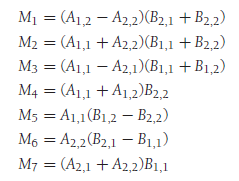 M₁ = (A₁,₂ − A₂,₂)(B₂,₁ + B₂,₂)
M₂ = (A₁,₁ + A₂,₂)(B₁,₁ + B₂,₂)
M₃ = (A₁,₁ − A₂,₁)(B₁,₁ + B₁,₂)
M₄ = (A₁,₁ + A₁,₂)B₂,₂
M₅ = A₁,₁(B₁,₂ − B₂,₂)
M₆ = A₂,₂(B₂,₁ − B₁,₁)
M₇ = (A₂,₁ + A₂,₂)B₁,₁